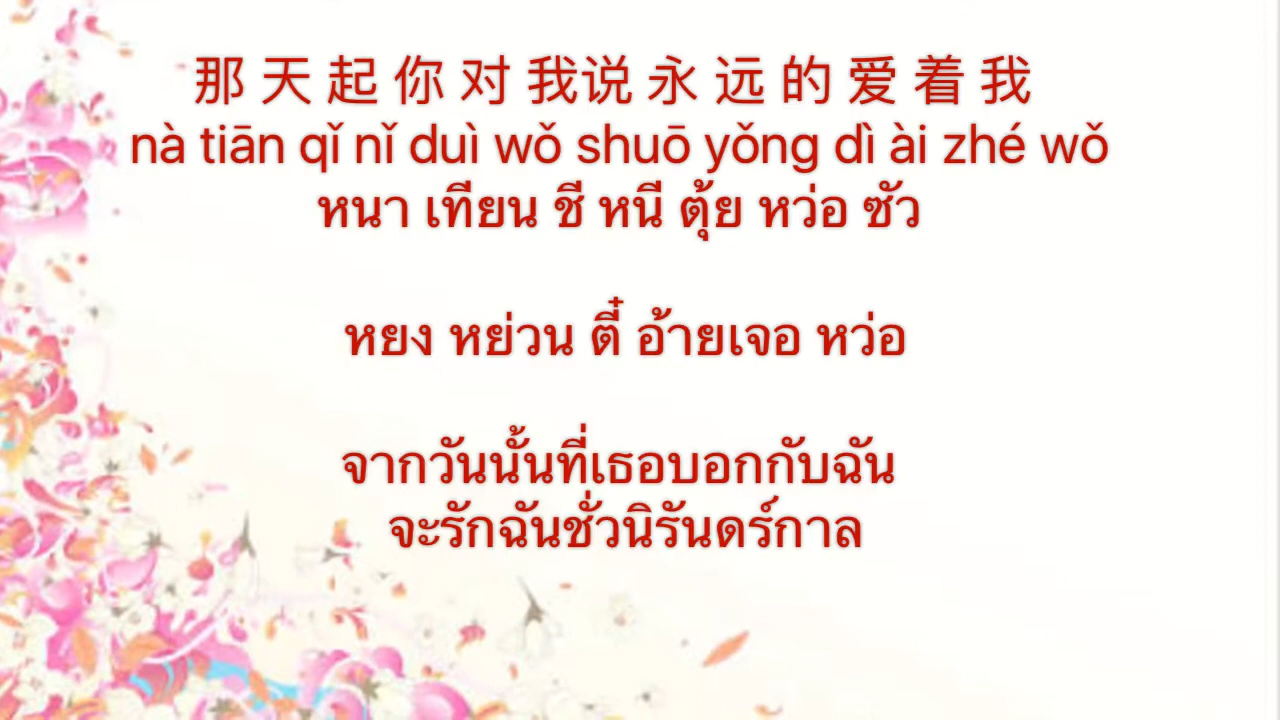 那 天 起 你 对 我说 永 远 的 爱 着 我
nà tiān qǐ nǐ duì wǒ shuō yǒng dì ài zhé wǒ
หนา เทียน ชี หนี ตุ้ย หว่อ ซัว
หยง หย่วน ตี๋ อ้ายเจอ หว่อ
จากวันนั้นที่เธอบอกกับฉัน
จะรักฉันชั่วนิรันดร์กาล